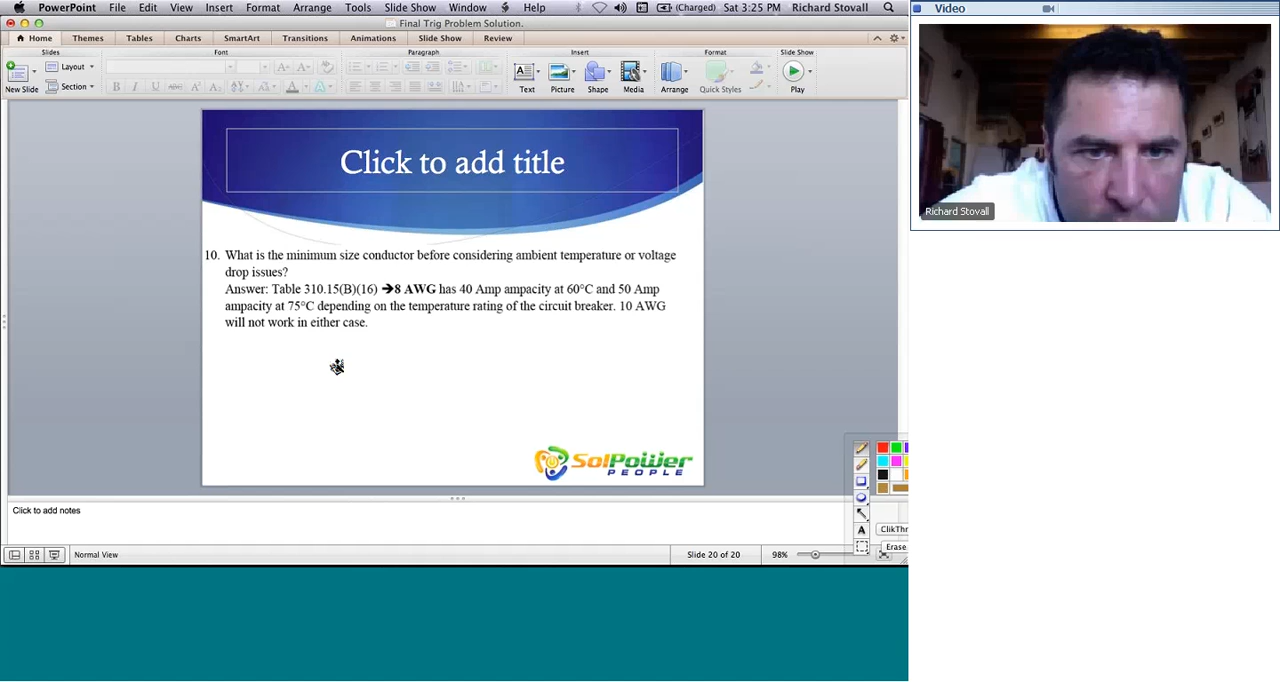 PowerPoint File Edit View Insert Format Arrange Tools Slide Show Window Help (Charged) Sat 3:25 PM Richard Stovall
Final Trig Problem Solution.
Home Themes Tables Charts SmartArt Transitions Animations Slide Show Review
Slides Font Paragraph Insert Format Slide Show
Layout
Section
New Slide
B I U ABC
Text Picture Shape Media Arrange Quick Styles Play
Click to add title
10. What is the minimum size conductor before considering ambient temperature or voltage
drop issues?
Answer: Table 310.15(B)(16) ➔8 AWG has 40 Amp ampacity at 60°C and 50 Amp
ampacity at 75°C depending on the temperature rating of the circuit breaker. 10 AWG
will not work in either case.
SolPower
PEOPLE
Click to add notes
Normal View Slide 20 of 20 98%
A
ClikThr
Erase
Video
Richard Stovall